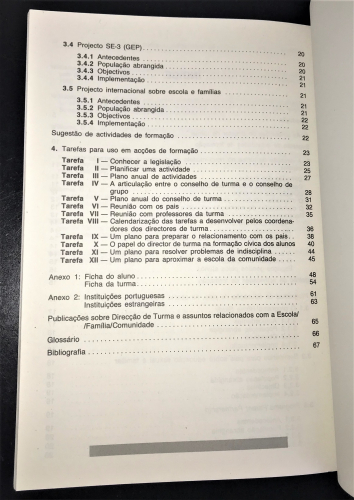 3.4 Projecto SE-3 (GEP) 20
3.4.1 Antecedentes 20
3.4.2 População abrangida 20
3.4.3 Objectivos 21
3.4.4 Implementação 21
3.5 Projecto internacional sobre escola e famílias 21
3.5.1 Antecedentes 21
3.5.2 População abrangida 21
3.5.3 Objectivos 22
3.5.4 Implementação 22
Sugestão de actividades de formação 22
4. Tarefas para uso em acções de formação 23
Tarefa I — Conhecer a legislação 23
Tarefa II — Planificar uma actividade 25
Tarefa III — Plano anual de actividades 27
Tarefa IV — A articulação entre o conselho de turma e o conselho de
grupo 28
Tarefa V — Plano anual do conselho de turma 31
Tarefa VI — Reunião com os pais 32
Tarefa VII — Reunião com professores da turma 35
Tarefa VIII — Calendarização das tarefas a desenvolver pelos coordena-
dores dos directores de turma 36
Tarefa IX — Um plano para preparar o relacionamento com os pais 38
Tarefa X — O papel do director de turma na formação cívica dos alunos 40
Tarefa XI — Um plano para resolver problemas de indisciplina 44
Tarefa XII — Um plano para aproximar a escola da comunidade 45
Anexo 1: Ficha do aluno 48
Ficha da turma 54
Anexo 2: Instituições portuguesas 61
Instituições estrangeiras 63
Publicações sobre Direcção de Turma e assuntos relacionados com a Escola/
/Família/Comunidade 65
Glossário 66
Bibliografia 67